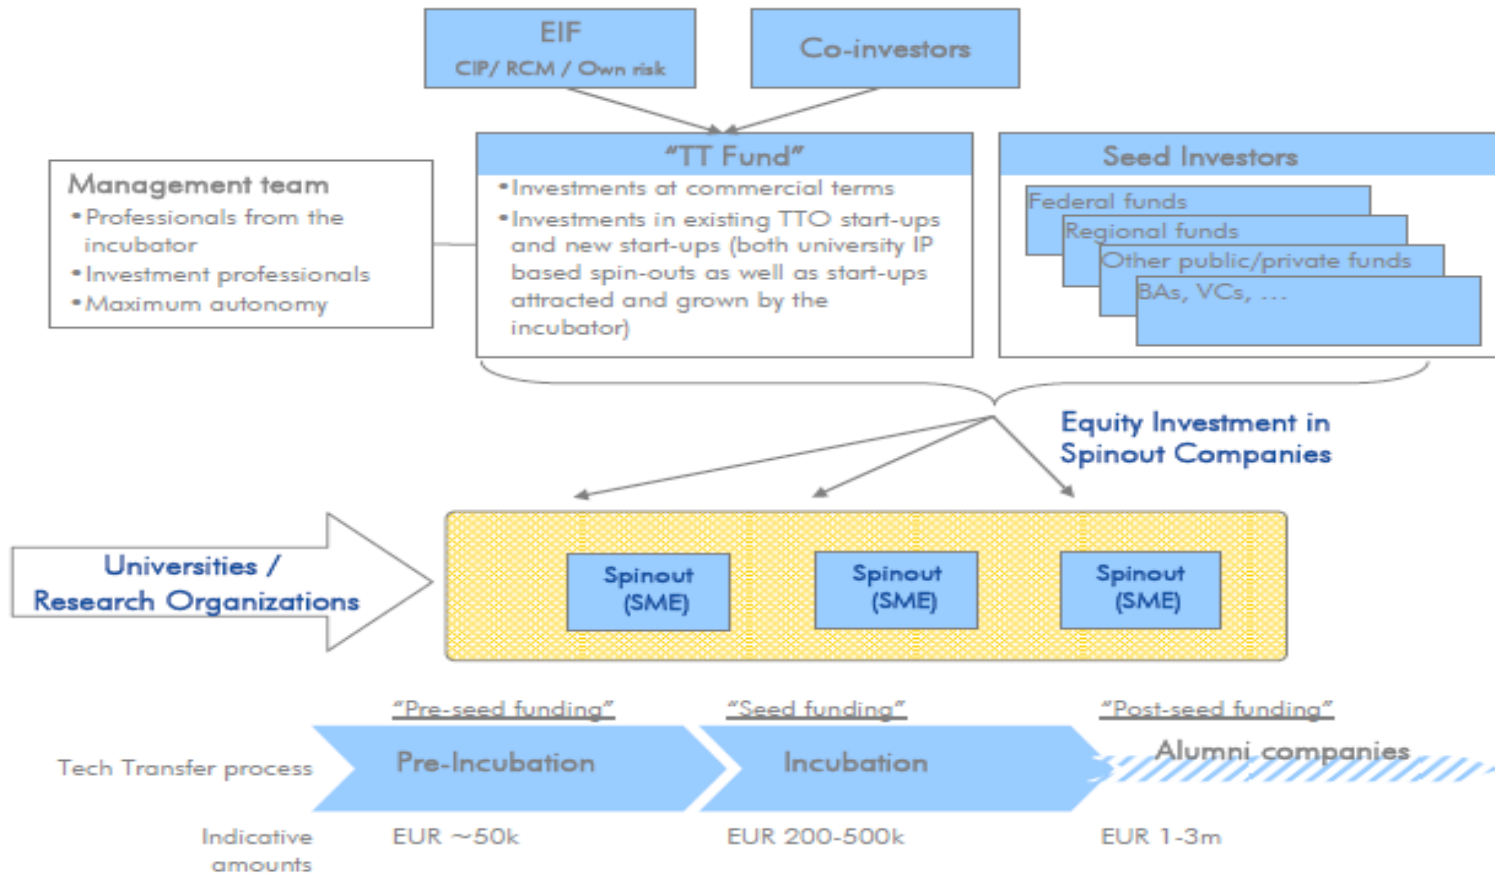 EIF
CIP/ RCM / Own risk
Co-investors
Management team
•Professionals from the
incubator
•Investment professionals
•Maximum autonomy
“TT Fund”
•Investments at commercial terms
•Investments in existing TTO start-ups
and new start-ups (both university IP
based spin-outs as well as start-ups
attracted and grown by the
incubator)
Seed Investors
Federal funds
Regional funds
Other public/private funds
BAs, VCs, ...
Equity Investment in
Spinout Companies
Universities /
Research Organizations
Spinout
(SME)
Spinout
(SME)
Spinout
(SME)
“Pre-seed funding”
“Seed funding”
“Post-seed funding”
Tech Transfer process
Pre-Incubation
Incubation
Alumni companies
Indicative
amounts
EUR ~50k
EUR 200-500k
EUR 1-3m